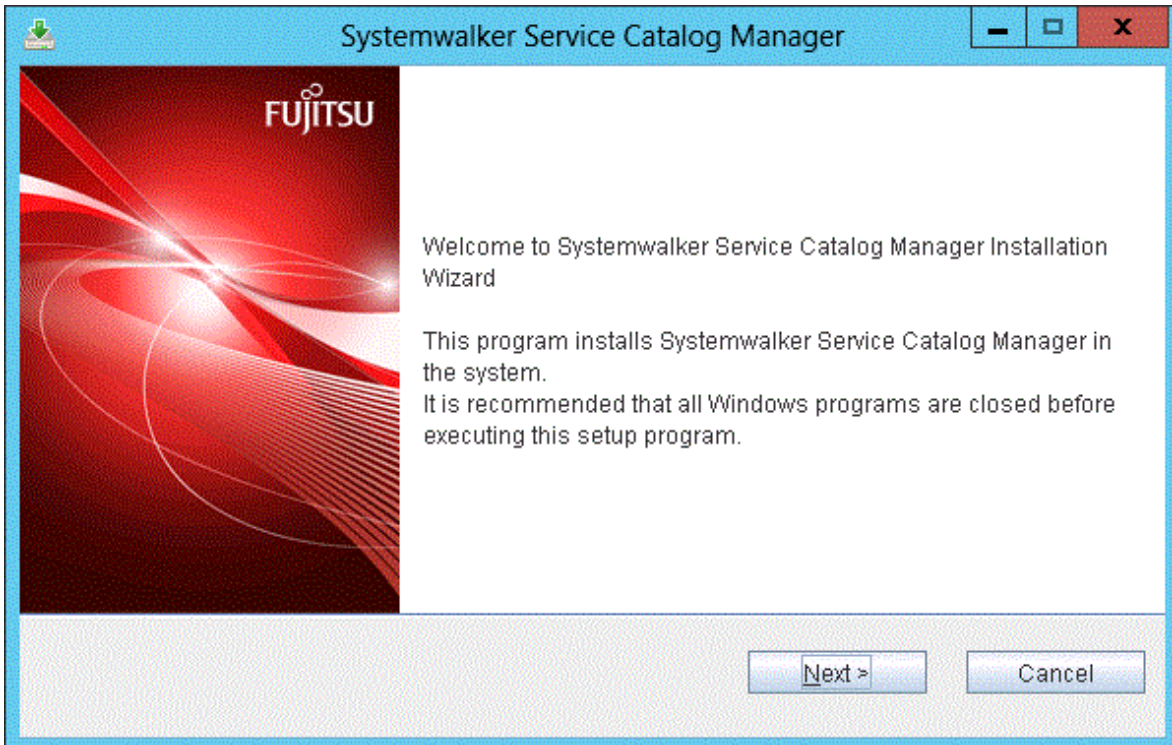 Systemwalker Service Catalog Manager
FUJITSU
Welcome to Systemwalker Service Catalog Manager Installation
Wizard
This program installs Systemwalker Service Catalog Manager in
the system.
It is recommended that all Windows programs are closed before
executing this setup program.
Next >
Cancel